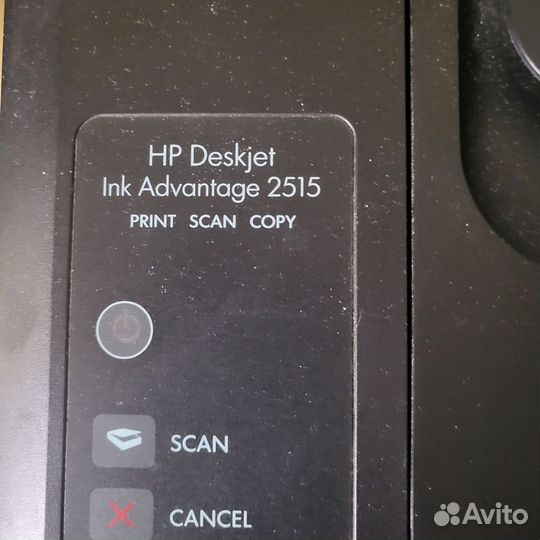 HP Deskjet
Ink Advantage 2515
PRINT SCAN COPY
SCAN
CANCEL
Avito